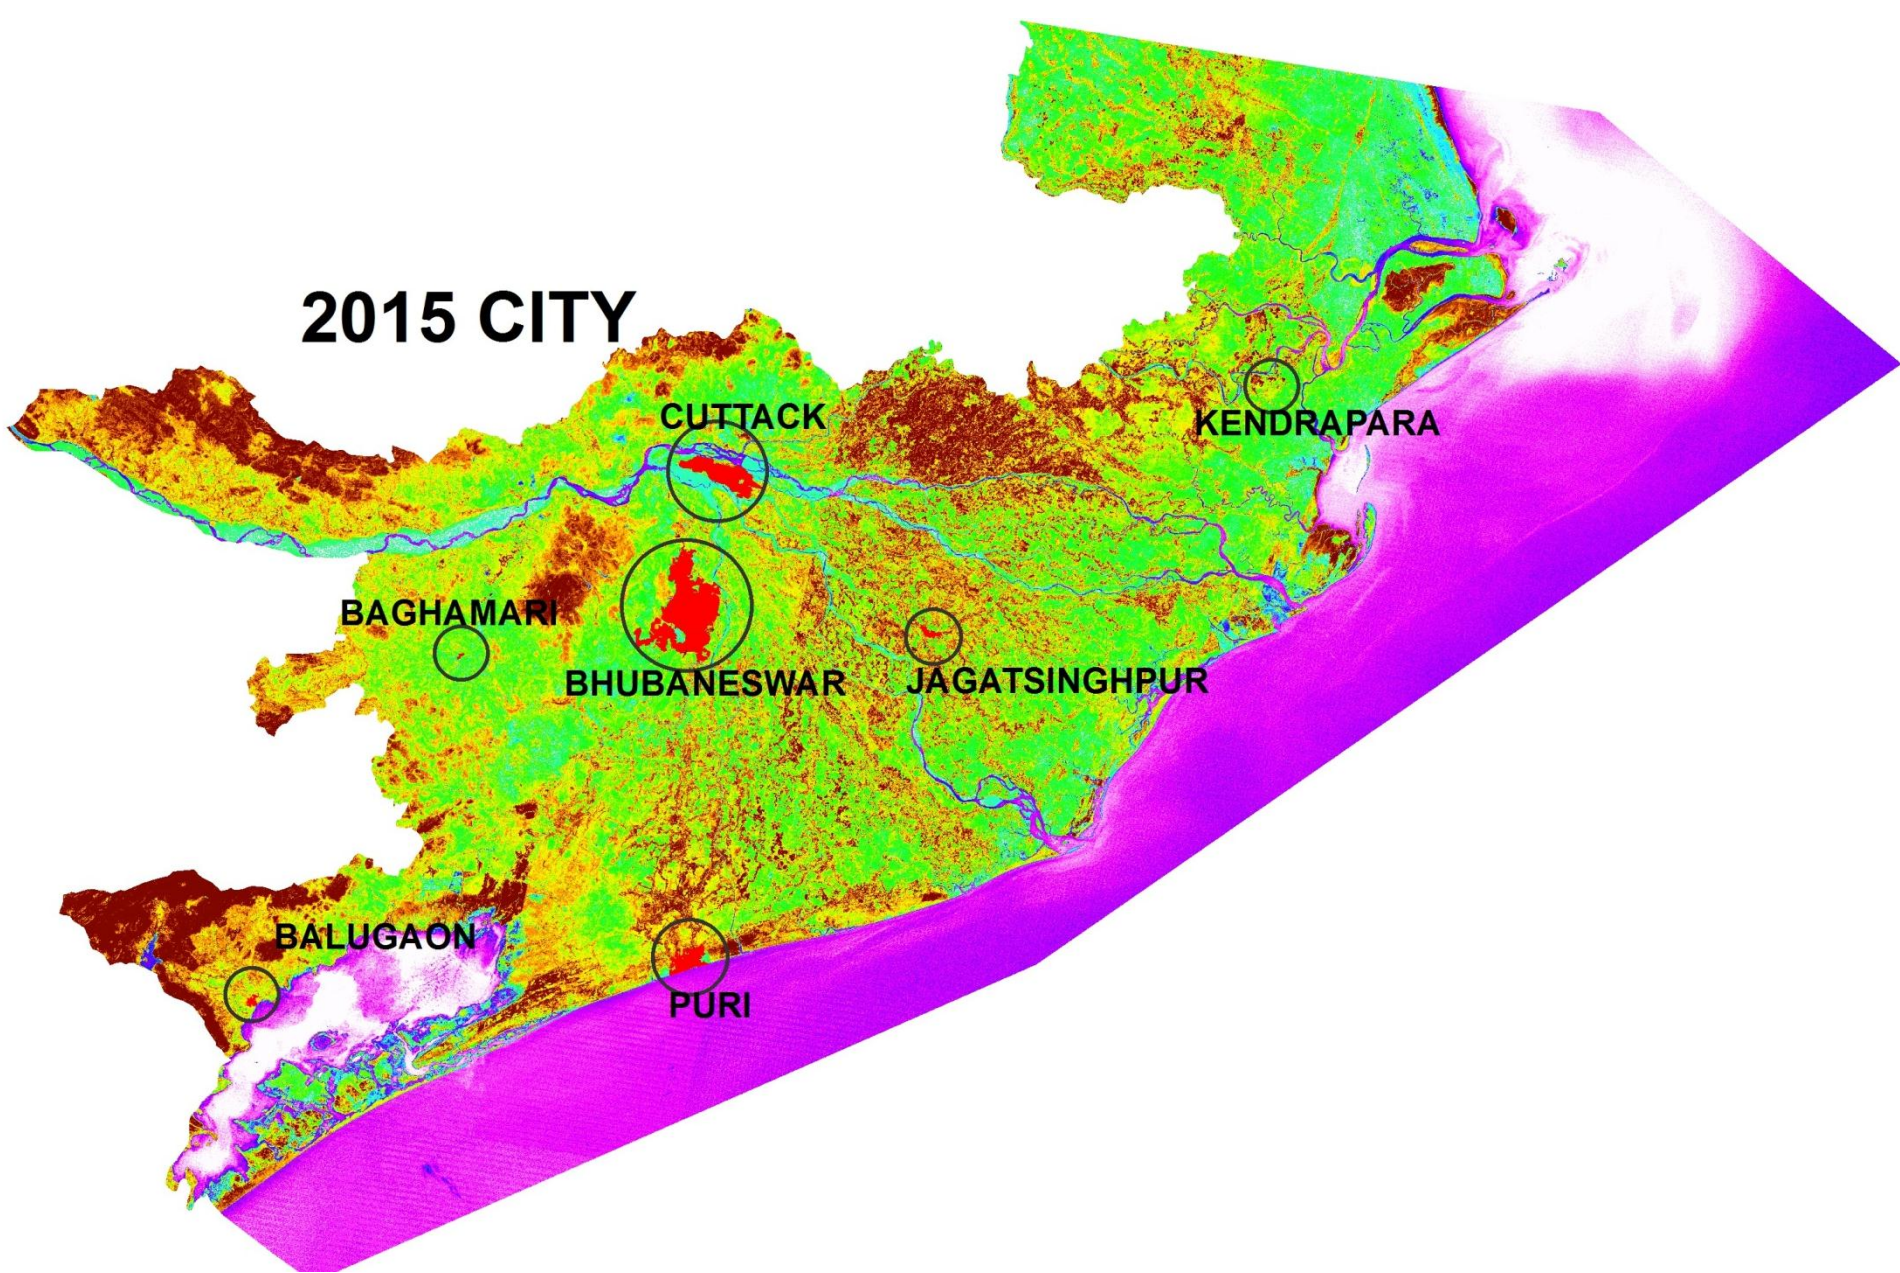 2015 CITY
CUTTACK
KENDRAPARA
BAGHAMARI
BHUBANESWAR
JAGATSINGHPUR
BALUGAON
PURI